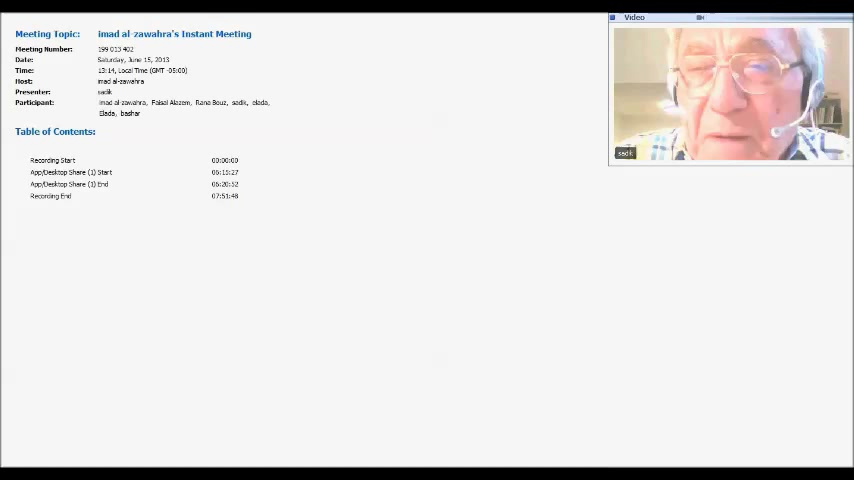 Meeting Topic: imad al-zawahra's Instant Meeting
Meeting Number: 199 013 402
Date: Saturday, June 15, 2013
Time: 13:14, Local Time (GMT -05:00)
Host: imad al-zawahra
Presenter: sadik
Participant: imad al-zawahra, Faisal Alazem, Rana Bouz, sadik, elada,
Elada, bashar
Table of Contents:
Recording Start 00:00:00
App/Desktop Share (1) Start 06:15:27
App/Desktop Share (1) End 06:20:52
Recording End 07:51:48
Video
sadik